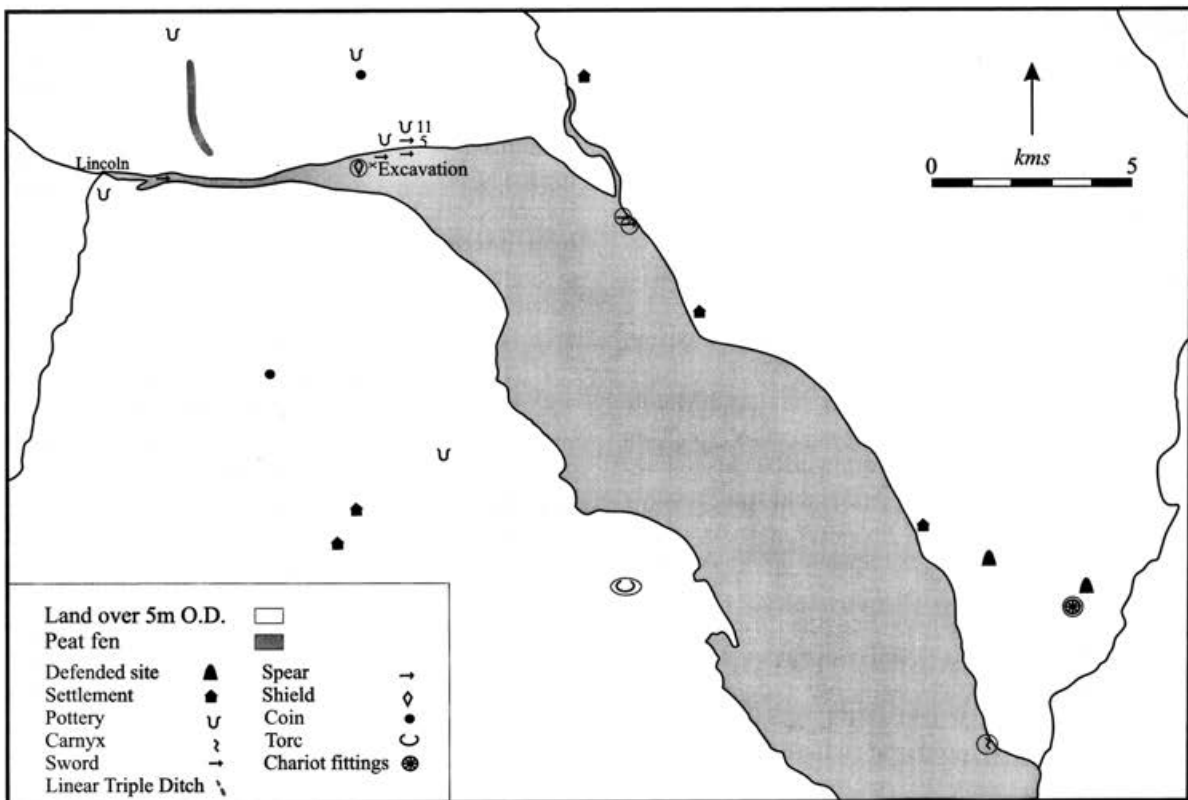 11
5
Lincoln
*Excavation
kms
0 5
Land over 5m O.D.
Peat fen
Defended site
Settlement
Pottery
Carnyx
Sword
Linear Triple Ditch
Spear
Shield
Coin
Torc
Chariot fittings